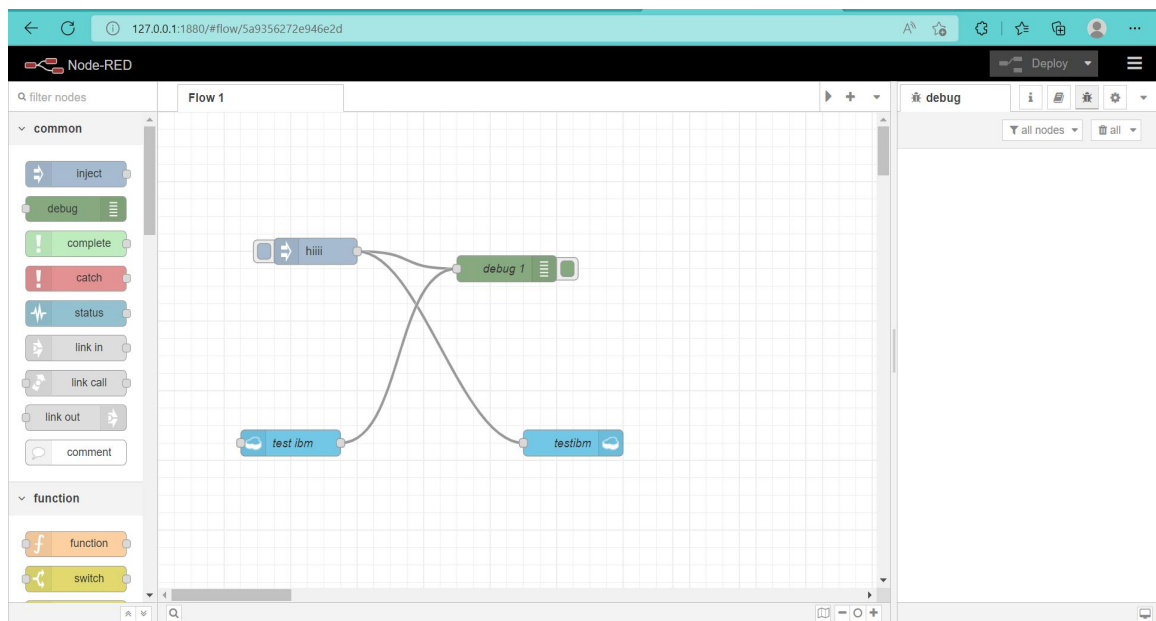 127.0.0.1:1880/#flow/5a9356272e946e2d
Node-RED
Deploy
filter nodes
Flow 1
debug
i
all nodes
all
common
inject
debug
complete
catch
status
link in
link call
link out
comment
function
function
switch
hiiii
debug 1
test ibm
testibm